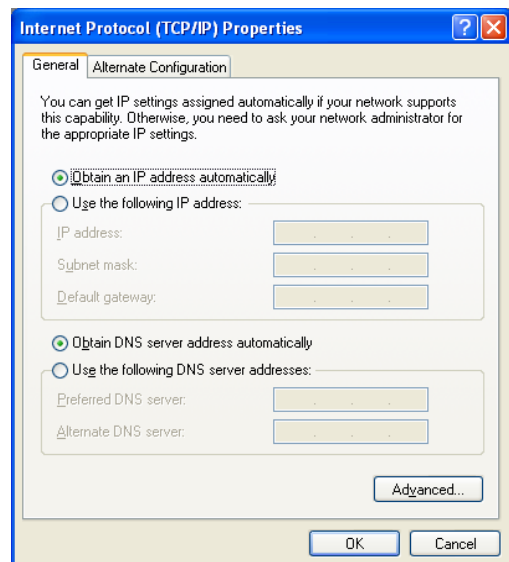 Internet Protocol (TCP/IP) Properties
General
Alternate Configuration
You can get IP settings assigned automatically if your network supports
this capability. Otherwise, you need to ask your network administrator for
the appropriate IP settings.
Obtain an IP address automatically
Use the following IP address:
IP address:
Subnet mask:
Default gateway:
Obtain DNS server address automatically
Use the following DNS server addresses:
Preferred DNS server:
Alternate DNS server:
Advanced...
OK
Cancel